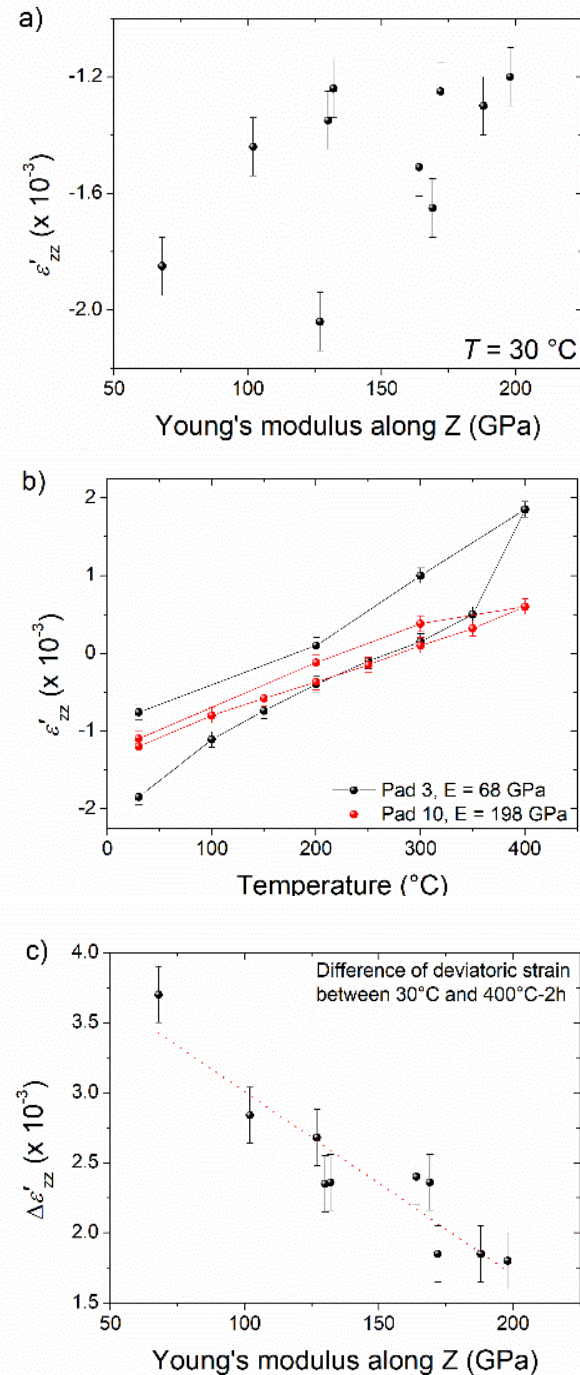 a)
-1.2
-1.6
-2.0
ε'zz (x 10⁻³)
T = 30 °C
50 100 150 200
Young's modulus along Z (GPa)
b)
2
1
0
-1
-2
ε'zz (x 10⁻³)
Pad 3, E = 68 GPa
Pad 10, E = 198 GPa
0 100 200 300 400
Temperature (°C)
c)
4.0
3.5
3.0
2.5
2.0
1.5
Δε'zz (x 10⁻³)
Difference of deviatoric strain
between 30°C and 400°C-2h
50 100 150 200
Young's modulus along Z (GPa)